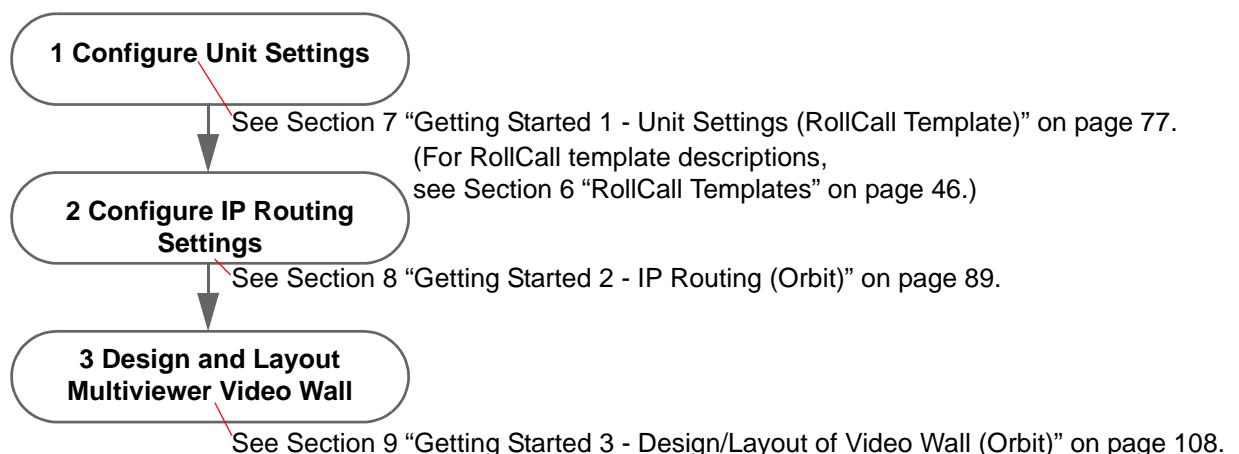 1 Configure Unit Settings
See Section 7 “Getting Started 1 - Unit Settings (RollCall Template)” on page 77.
(For RollCall template descriptions,
see Section 6 “RollCall Templates” on page 46.)
2 Configure IP Routing
Settings
See Section 8 “Getting Started 2 - IP Routing (Orbit)” on page 89.
3 Design and Layout
Multiviewer Video Wall
See Section 9 “Getting Started 3 - Design/Layout of Video Wall (Orbit)” on page 108.